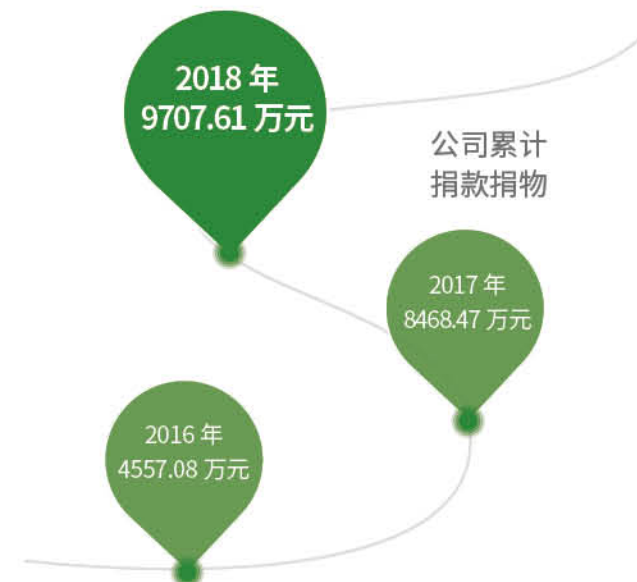 2018 年
9707.61 万元
公司累计
捐款捐物
2017 年
8468.47 万元
2016 年
4557.08 万元